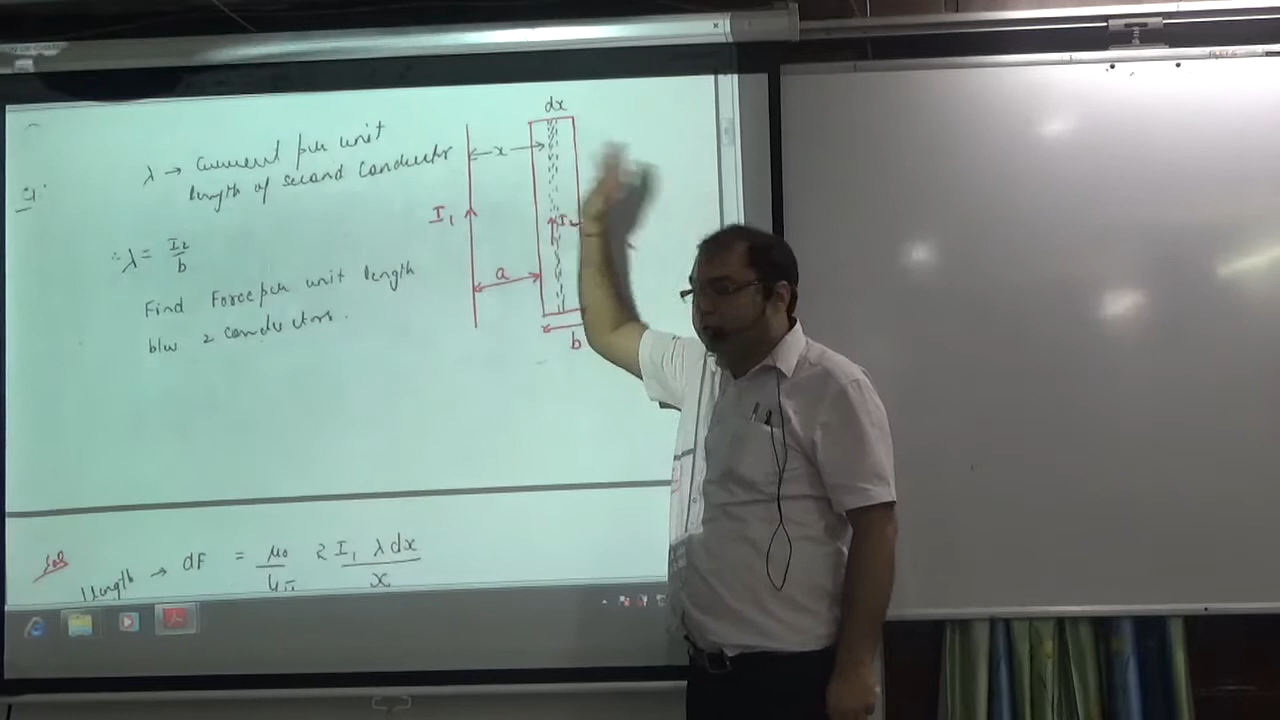 Q.
λ → current per unit
length of second conductor
∴ λ = I₂/b
Find Force per unit length
b/w 2 conductors.
dx
x
I₁
I₂
a
b
Sol
1 length → dF = μ₀/4π 2 I₁ λdx/x